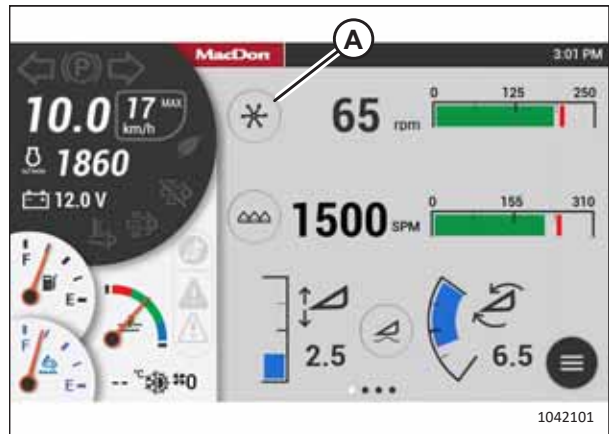 A
MacDon 3:01 PM
P
10.0 17 MAX km/h
65 rpm 0 125 250
1860
12.0 V
1500 SPM 0 155 310
F
E
2.5 6.5
F
E
-- °C 0
1042101